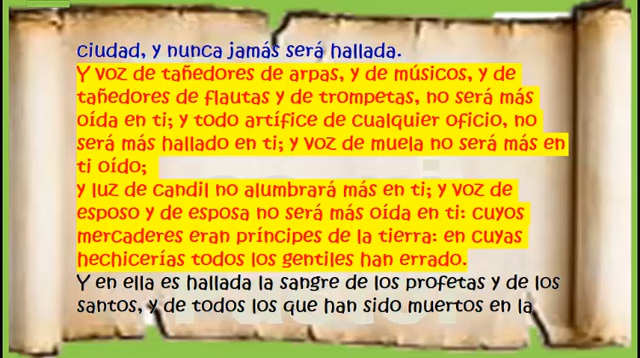 ciudad, y nunca jamás será hallada.
Y voz de tañedores de arpas, y de músicos, y de
tañedores de flautas y de trompetas, no será más
oída en ti; y todo artífice de cualquier oficio, no
será más hallado en ti; y voz de muela no será más en
ti oído;
y luz de candil no alumbrará más en ti; y voz de
esposo y de esposa no será más oída en ti: cuyos
mercaderes eran príncipes de la tierra: en cuyas
hechicerías todos los gentiles han errado.
Y en ella es hallada la sangre de los profetas y de los
santos, y de todos los que han sido muertos en la